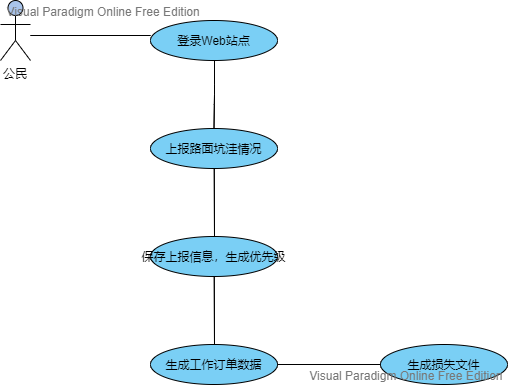 Visual Paradigm Online Free Edition
登录Web站点
公民
上报路面坑洼情况
保存上报信息，生成优先级
生成工作订单数据
生成损失文件
Visual Paradigm Online Free Edition